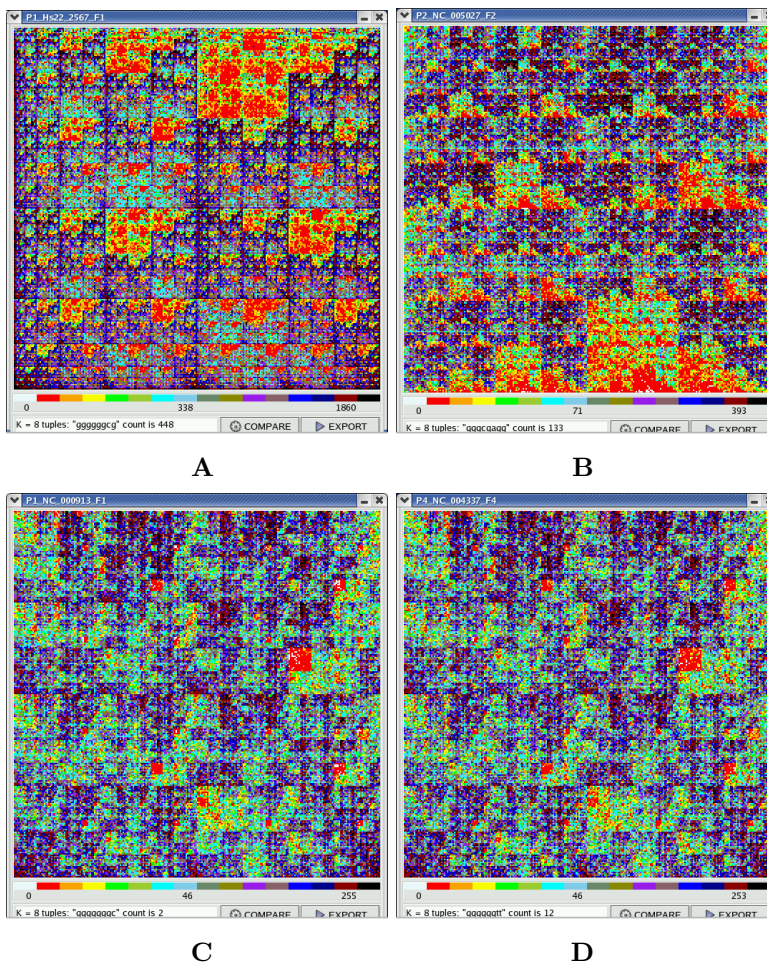 P1_Hs22_2567_F1
0 338 1860
K = 8 tuples: "ggggggcg" count is 448 COMPARE EXPORT
A
P2_NC_005027_F2
0 71 393
K = 8 tuples: "gggcgagg" count is 133 COMPARE EXPORT
B
P1_NC_000913_F1
0 46 255
K = 8 tuples: "gggggggc" count is 2 COMPARE EXPORT
C
P4_NC_004337_F4
0 46 253
K = 8 tuples: "ggggggtt" count is 12 COMPARE EXPORT
D